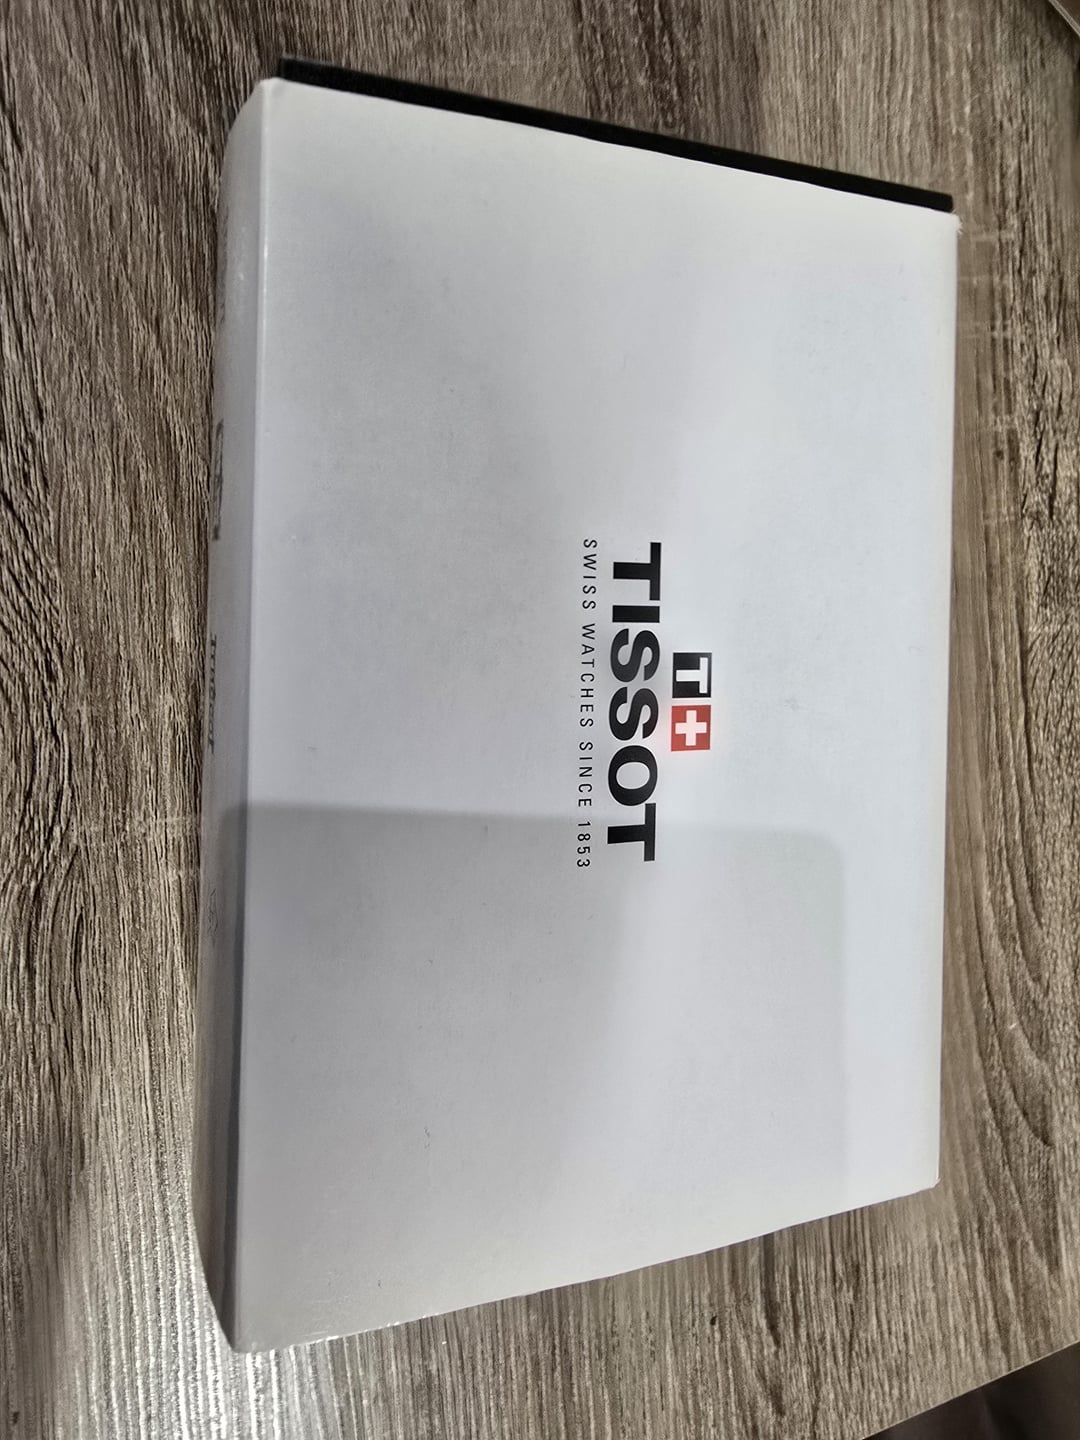 T+
TISSOT
SWISS WATCHES SINCE 1853